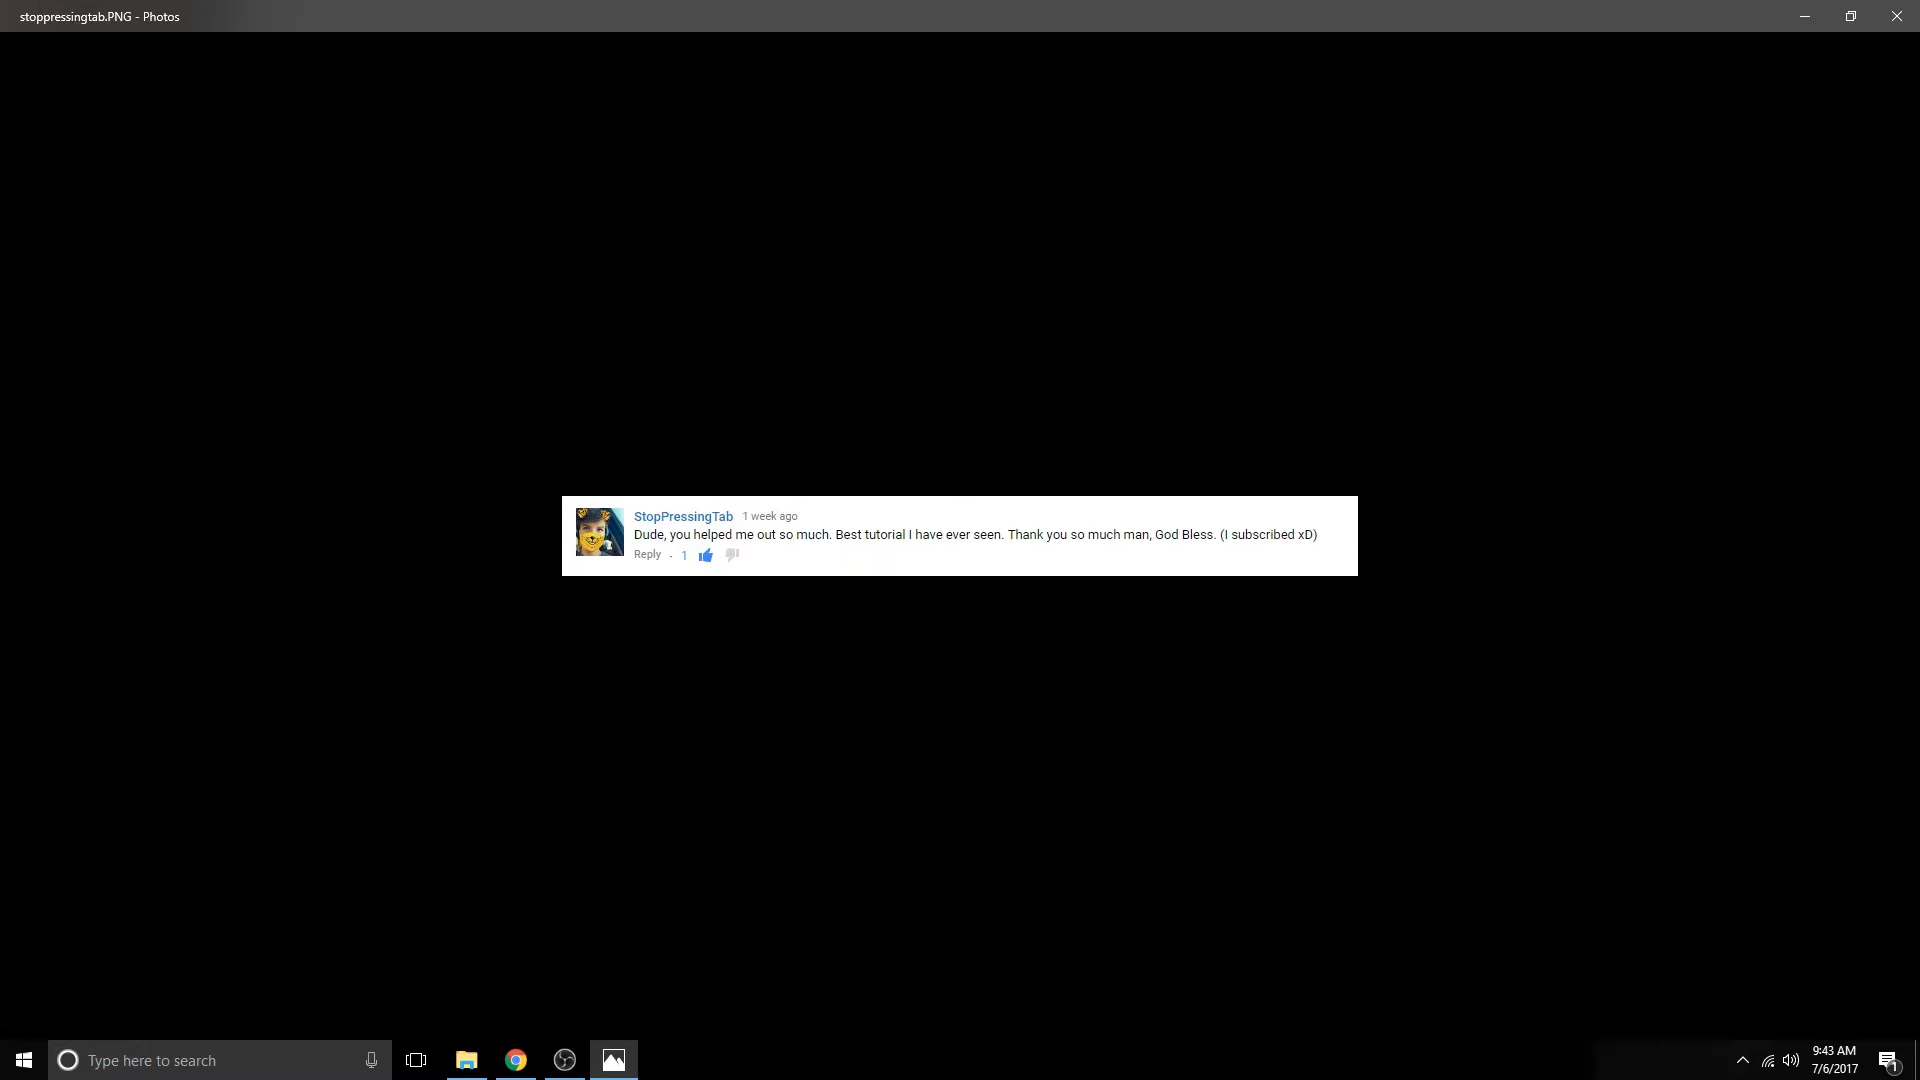 stoppressingtab.PNG - Photos
StopPressingTab 1 week ago
Dude, you helped me out so much. Best tutorial I have ever seen. Thank you so much man, God Bless. (I subscribed xD)
Reply . 1
Type here to search
9:43 AM
7/6/2017
1